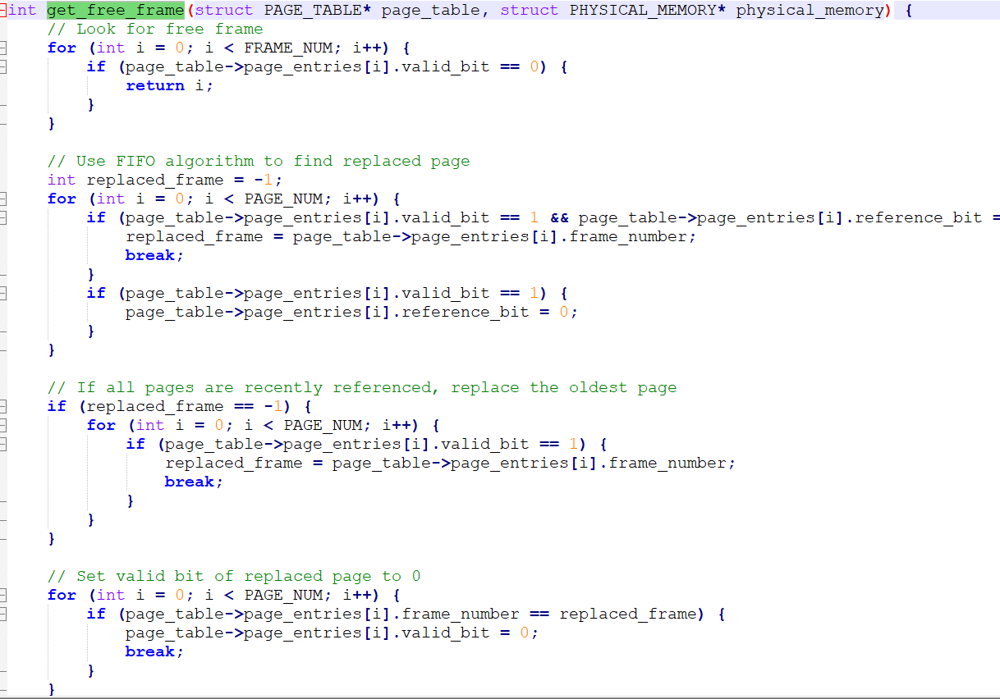 int get_free_frame(struct PAGE_TABLE* page_table, struct PHYSICAL_MEMORY* physical_memory) {
    // Look for free frame
    for (int i = 0; i < FRAME_NUM; i++) {
        if (page_table->page_entries[i].valid_bit == 0) {
            return i;
        }
    }

    // Use FIFO algorithm to find replaced page
    int replaced_frame = -1;
    for (int i = 0; i < PAGE_NUM; i++) {
        if (page_table->page_entries[i].valid_bit == 1 && page_table->page_entries[i].reference_bit =
            replaced_frame = page_table->page_entries[i].frame_number;
            break;
        }
        if (page_table->page_entries[i].valid_bit == 1) {
            page_table->page_entries[i].reference_bit = 0;
        }
    }

    // If all pages are recently referenced, replace the oldest page
    if (replaced_frame == -1) {
        for (int i = 0; i < PAGE_NUM; i++) {
            if (page_table->page_entries[i].valid_bit == 1) {
                replaced_frame = page_table->page_entries[i].frame_number;
                break;
            }
        }
    }

    // Set valid bit of replaced page to 0
    for (int i = 0; i < PAGE_NUM; i++) {
        if (page_table->page_entries[i].frame_number == replaced_frame) {
            page_table->page_entries[i].valid_bit = 0;
            break;
        }
    }